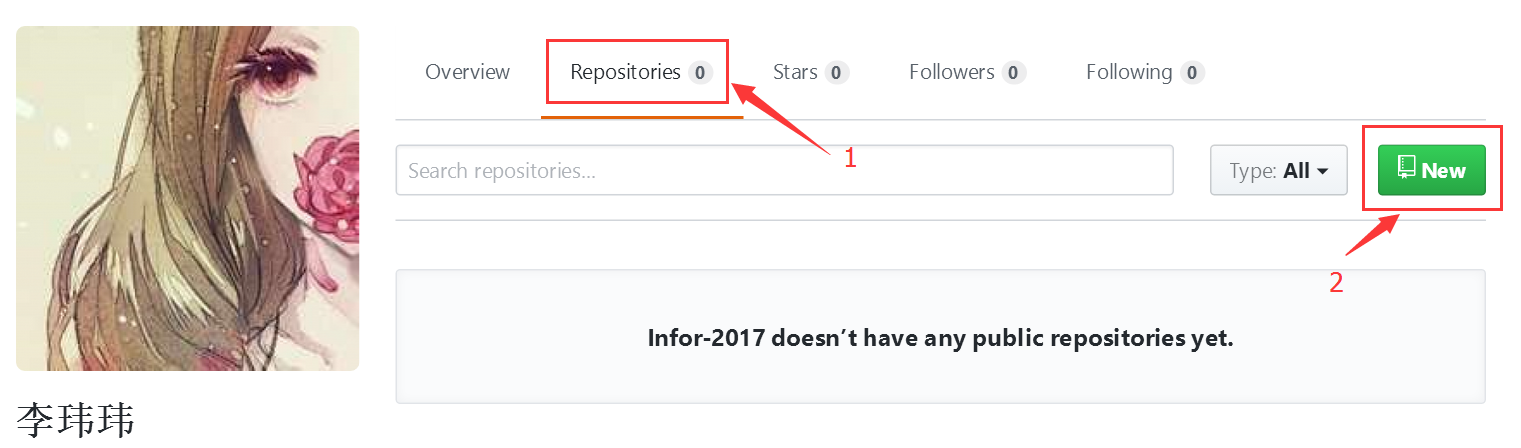 Overview Repositories 0 Stars 0 Followers 0 Following 0
1
Search repositories... Type: All New
2
Infor-2017 doesn't have any public repositories yet.
李玮玮